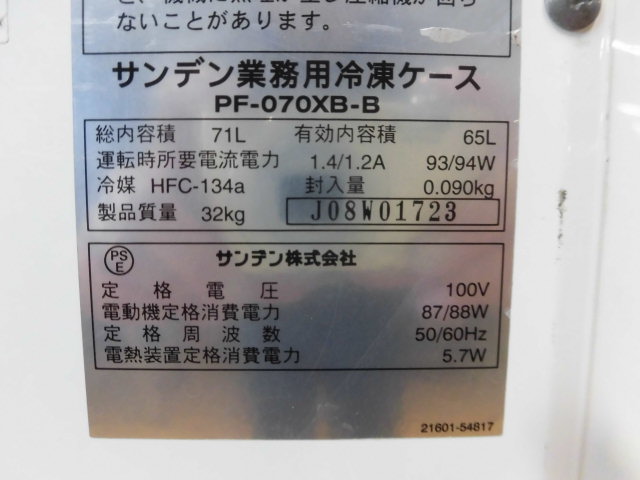 ないことがあります。
サンデン業務用冷凍ケース
PF-070XB-B
総内容積 71L 有効内容積 65L
運転時所要電流電力 1.4/1.2A 93/94W
冷媒 HFC-134a 封入量 0.090kg
製品質量 32kg J08W01723
PS E サンデン株式会社
定格電圧 100V
電動機定格消費電力 87/88W
定格周波数 50/60Hz
電熱装置定格消費電力 5.7W
21601-54817